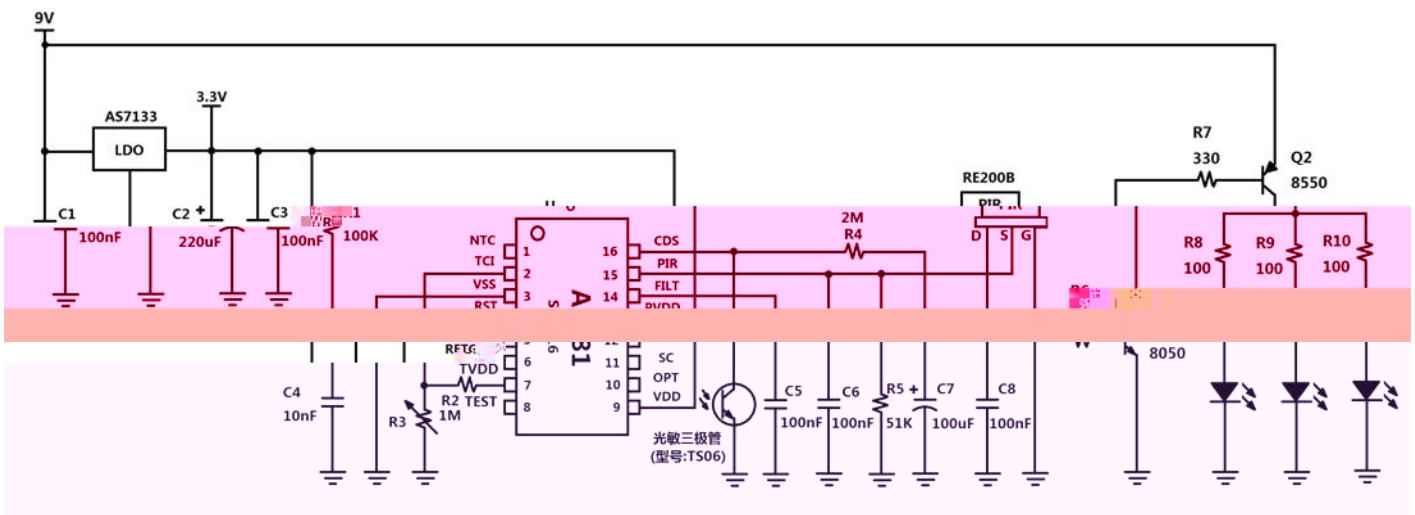 9V
3.3V
AS7133
LDO
R7
330
Q2
8550
RE200B
PIR
C1
100nF
C2
+
220uF
C3
100nF
100K
2M
R4
D
S
G
R8
100
R9
100
R10
100
NTC
TCI
VSS
RST
1
2
3
16
15
14
CDS
PIR
FILT
A
8050
6
7
8
11
10
9
SC
OPT
VDD
TVDD
TEST
C4
10nF
R3
R2
1M
光敏三极管
(型号:TS06)
C5
100nF
C6
100nF
R5
51K
+
C7
100uF
C8
100nF